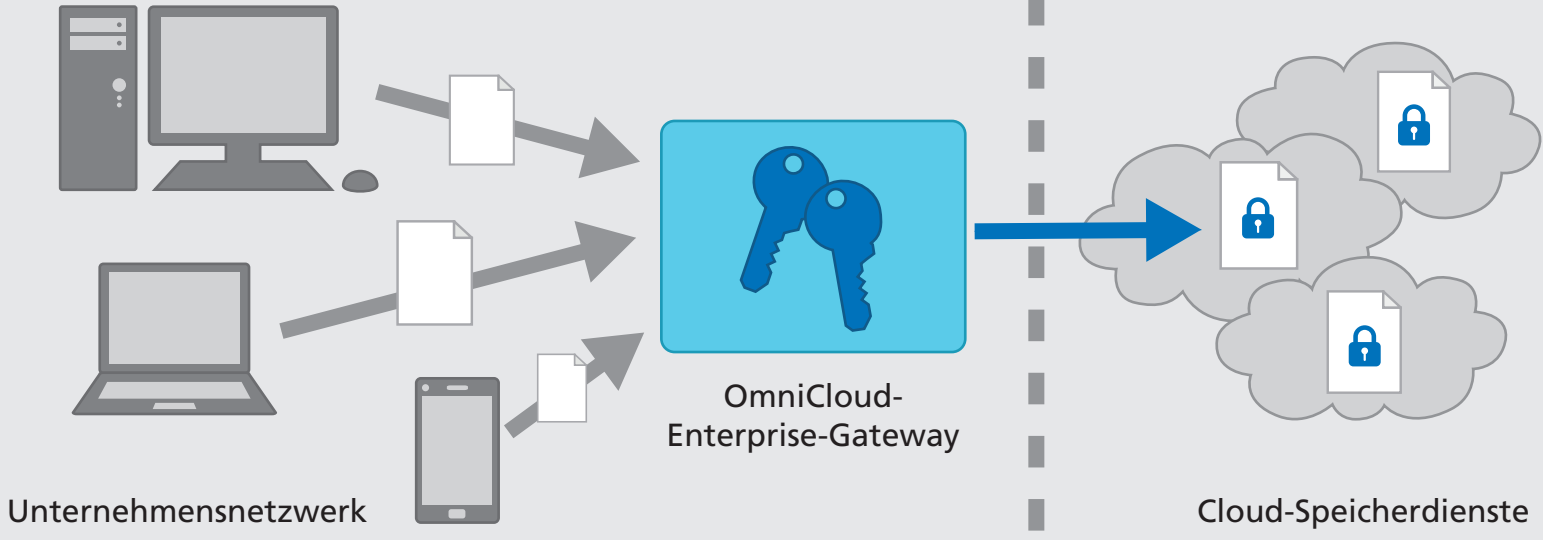 OmniCloud-
Enterprise-Gateway
Unternehmensnetzwerk
Cloud-Speicherdienste